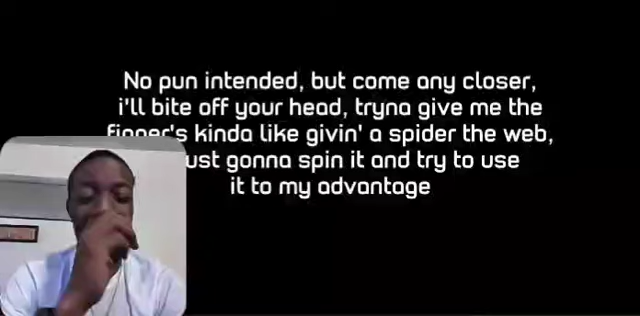 No pun intended, but come any closer,
i'll bite off your head, tryna give me the
finger's kinda like givin' a spider the web,
ust gonna spin it and try to use
it to my advantage